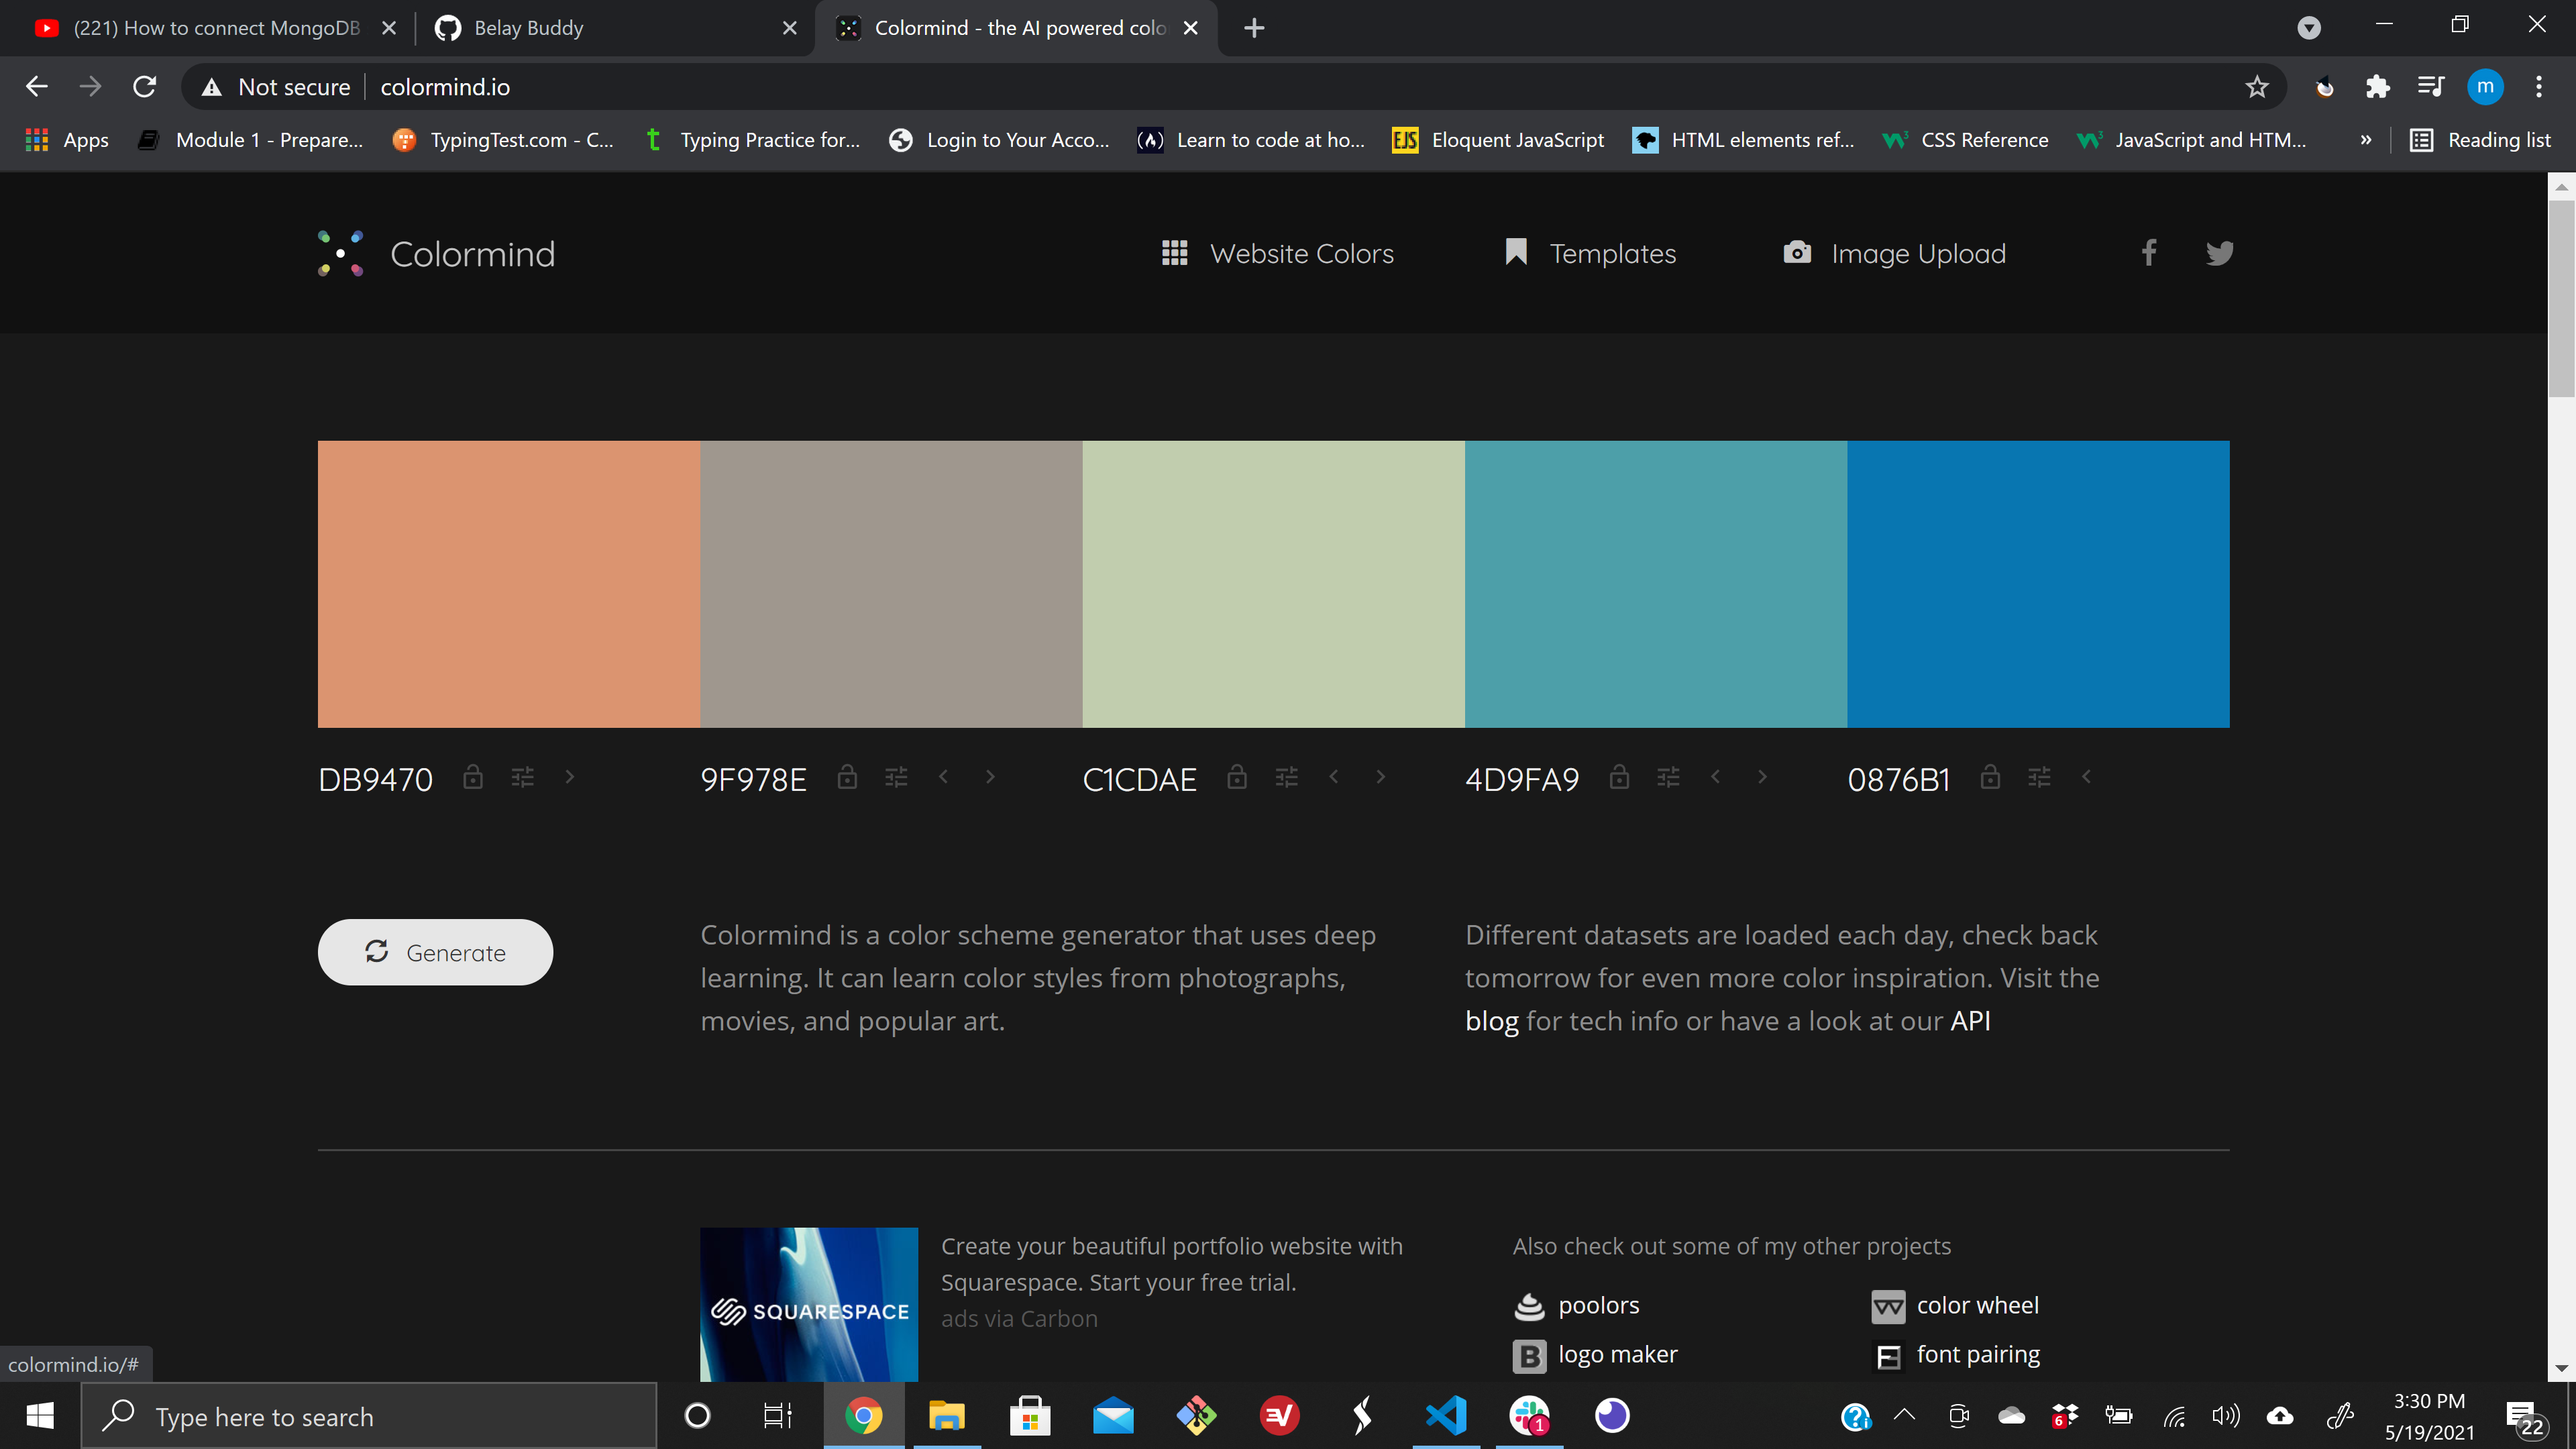 (221) How to connect MongoDB
Belay Buddy
Colormind - the AI powered colo
Not secure
colormind.io
m
Apps
Module 1 - Prepare...
TypingTest.com - C...
t
Typing Practice for...
Login to Your Acco...
(/\)
Learn to code at ho...
EJS
Eloquent JavaScript
HTML elements ref...
W3
CSS Reference
W3
JavaScript and HTM...
»
Reading list
Colormind
Website Colors
Templates
Image Upload
DB9470
9F978E
C1CDAE
4D9FA9
0876B1
Generate
Colormind is a color scheme generator that uses deep
learning. It can learn color styles from photographs,
movies, and popular art.
Different datasets are loaded each day, check back
tomorrow for even more color inspiration. Visit the
blog for tech info or have a look at our API
SQUARESPACE
Create your beautiful portfolio website with
Squarespace. Start your free trial.
ads via Carbon
Also check out some of my other projects
poolors
color wheel
B
logo maker
font pairing
colormind.io/#
Type here to search
1
6
3:30 PM
5/19/2021
22